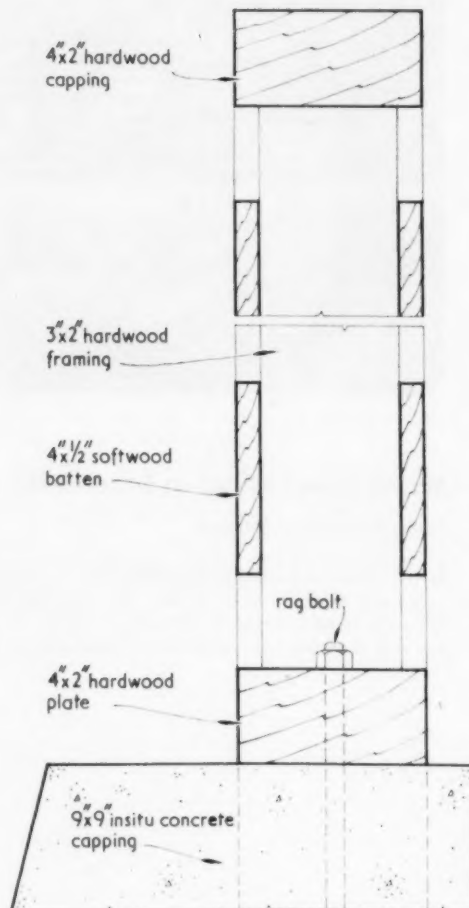 4"x2" hardwood
capping
3"x2" hardwood
framing
4"x½" softwood
batten
rag bolt
4"x2" hardwood
plate
9"x9" insitu concrete
capping